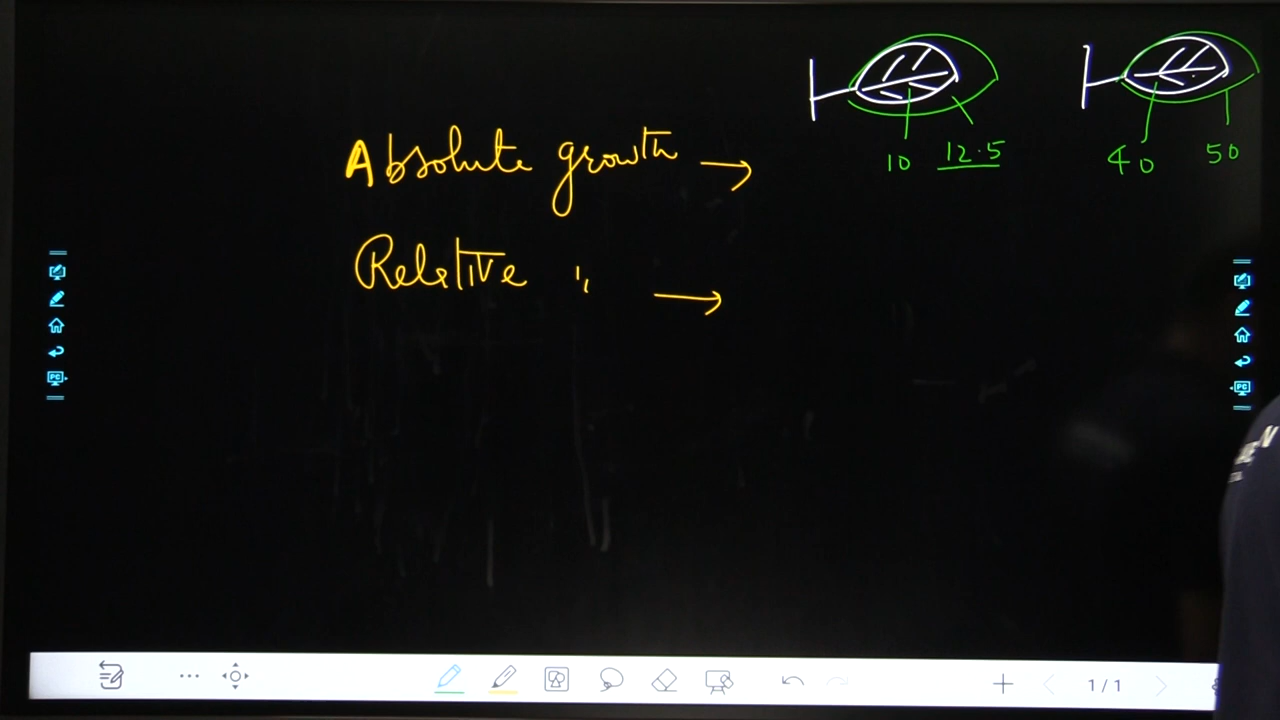 Absolute growth →
10 12.5 40 50
Relative " →
1/1